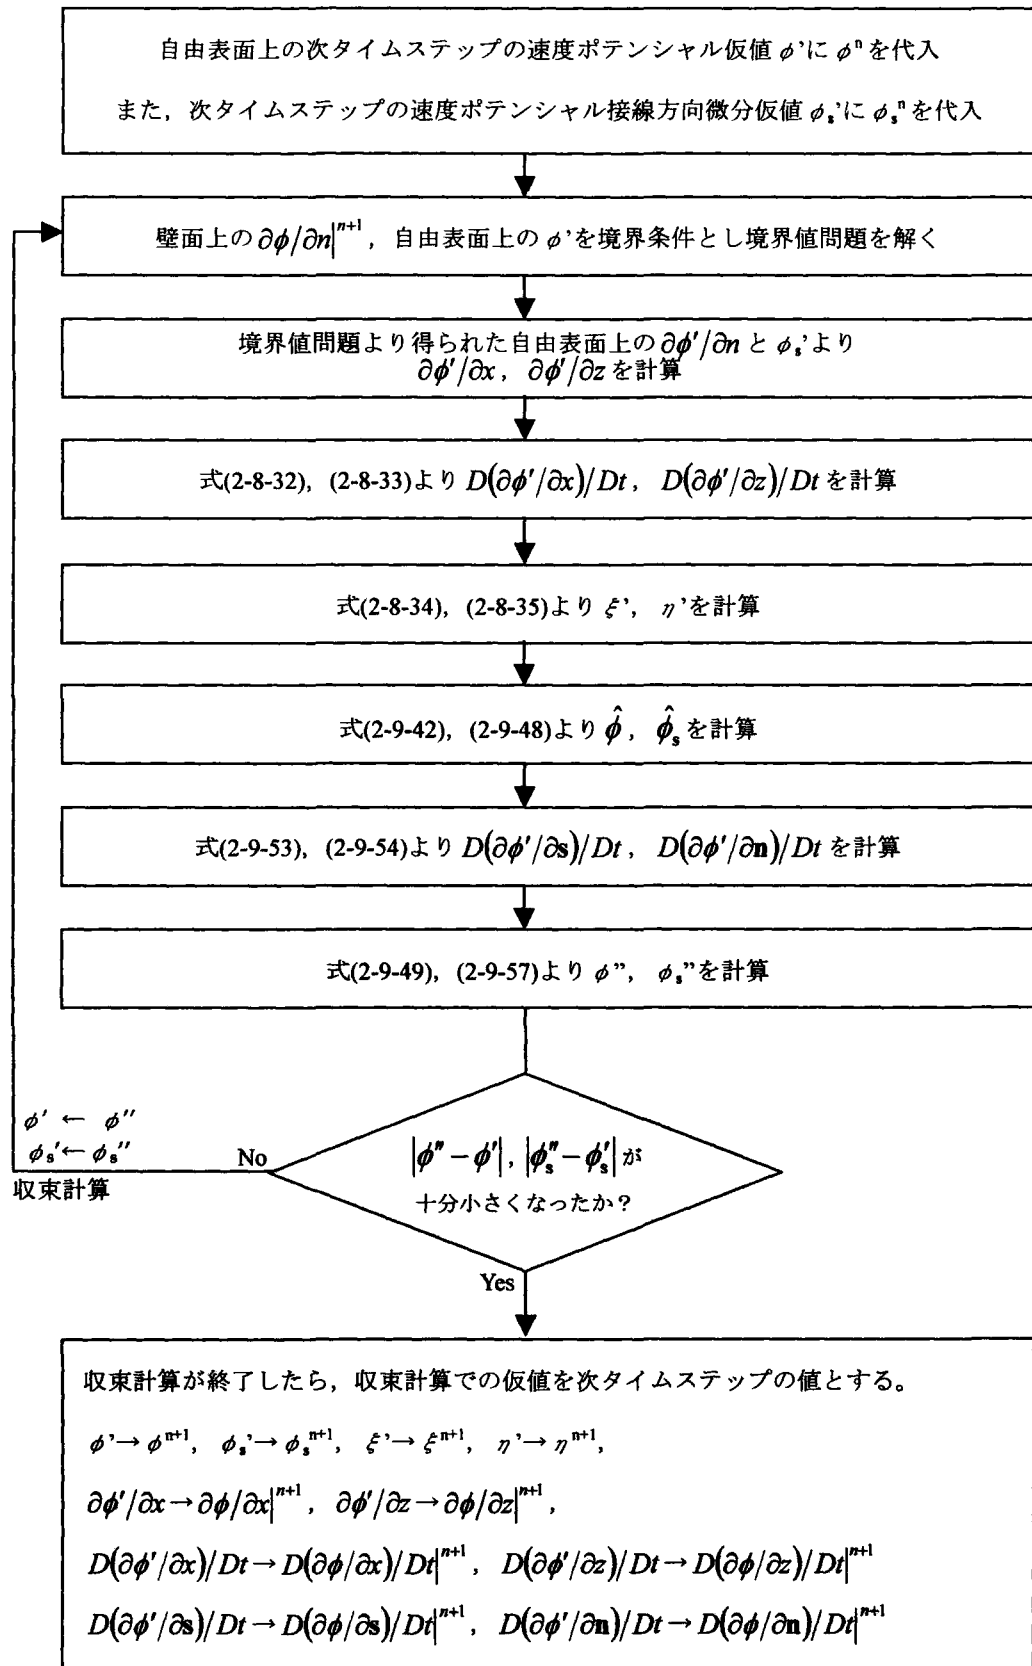 自由表面上の次タイムステップの速度ポテンシャル仮値 φ’に φⁿ を代入
また，次タイムステップの速度ポテンシャル接線方向微分仮値 φₛ’に φₛⁿ を代入
壁面上の ∂φ/∂n|ⁿ⁺¹，自由表面上の φ’を境界条件とし境界値問題を解く
境界値問題より得られた自由表面上の ∂φ′/∂n と φₛ’より
∂φ′/∂x，∂φ′/∂z を計算
式(2-8-32)，(2-8-33)より D(∂φ′/∂x)/Dt，D(∂φ′/∂z)/Dt を計算
式(2-8-34)，(2-8-35)より ξ’，η’を計算
式(2-9-42)，(2-9-48)より φ̂，φ̂ₛ を計算
式(2-9-53)，(2-9-54)より D(∂φ′/∂s)/Dt，D(∂φ′/∂n)/Dt を計算
式(2-9-49)，(2-9-57)より φ”，φₛ”を計算
φ′ ← φ′′
φₛ′← φₛ′′
収束計算
No
|φ″ − φ′|，|φₛ″ − φₛ′| が
十分小さくなったか？
Yes
収束計算が終了したら，収束計算での仮値を次タイムステップの値とする。
φ’→ φⁿ⁺¹，φₛ’→ φₛⁿ⁺¹，ξ’→ ξⁿ⁺¹，η’→ ηⁿ⁺¹，
∂φ′/∂x → ∂φ/∂x|ⁿ⁺¹，∂φ′/∂z → ∂φ/∂z|ⁿ⁺¹，
D(∂φ′/∂x)/Dt → D(∂φ/∂x)/Dt|ⁿ⁺¹，D(∂φ′/∂z)/Dt → D(∂φ/∂z)/Dt|ⁿ⁺¹
D(∂φ′/∂s)/Dt → D(∂φ/∂s)/Dt|ⁿ⁺¹，D(∂φ′/∂n)/Dt → D(∂φ/∂n)/Dt|ⁿ⁺¹